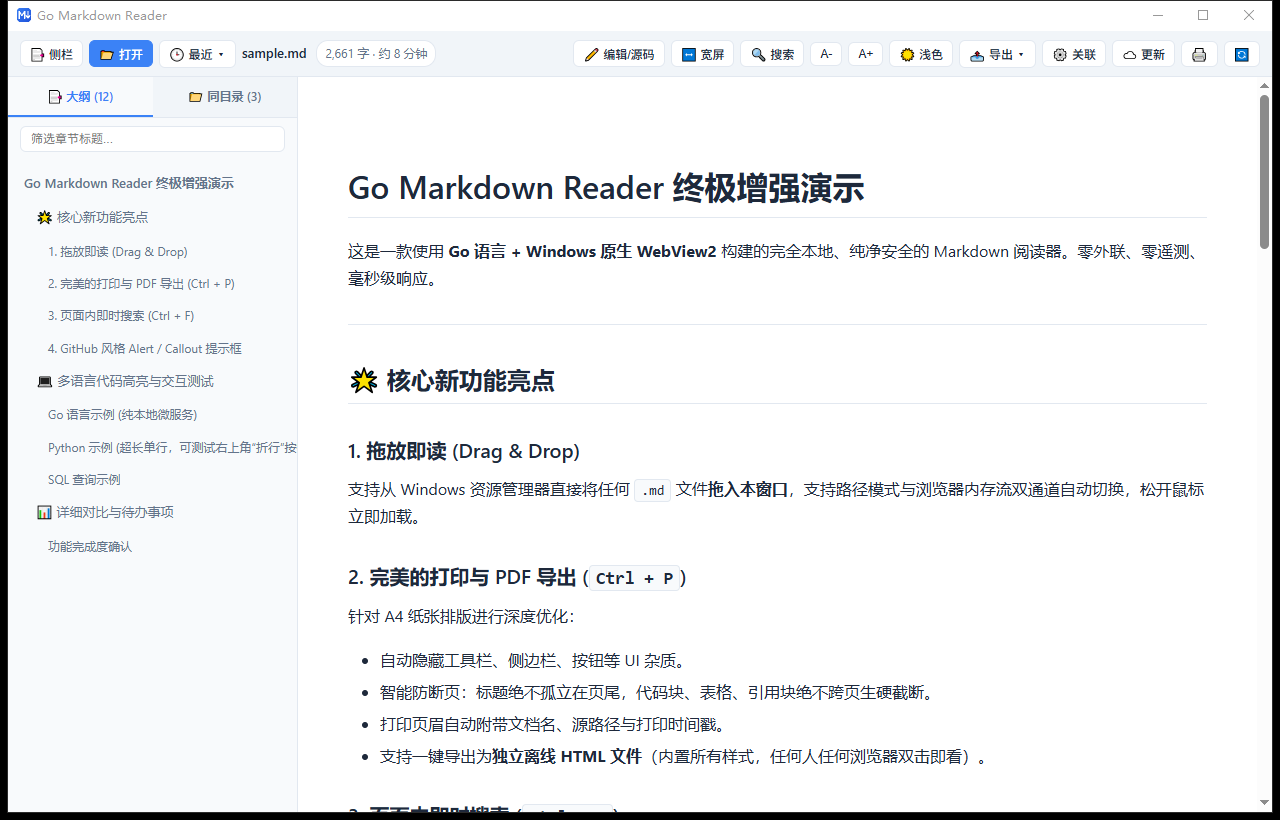 Go Markdown Reader
侧栏 打开 最近 sample.md 2,661 字 · 约 8 分钟 编辑/源码 宽屏 搜索 A- A+ 浅色 导出 关联 更新
大纲 (12) 同目录 (3)
筛选章节标题...
Go Markdown Reader 终极增强演示
核心新功能亮点
1. 拖放即读 (Drag & Drop)
2. 完美的打印与 PDF 导出 (Ctrl + P)
3. 页面内即时搜索 (Ctrl + F)
4. GitHub 风格 Alert / Callout 提示框
多语言代码高亮与交互测试
Go 语言示例 (纯本地微服务)
Python 示例 (超长单行，可测试右上角"折行"按
SQL 查询示例
详细对比与待办事项
功能完成度确认
Go Markdown Reader 终极增强演示
这是一款使用 Go 语言 + Windows 原生 WebView2 构建的完全本地、纯净安全的 Markdown 阅读器。零外联、零遥测、
毫秒级响应。
核心新功能亮点
1. 拖放即读 (Drag & Drop)
支持从 Windows 资源管理器直接将任何 .md 文件拖入本窗口，支持路径模式与浏览器内存流双通道自动切换，松开鼠标
立即加载。
2. 完美的打印与 PDF 导出 (Ctrl + P)
针对 A4 纸张排版进行深度优化：
• 自动隐藏工具栏、侧边栏、按钮等 UI 杂质。
• 智能防断页：标题绝不孤立在页尾，代码块、表格、引用块绝不跨页生硬截断。
• 打印页眉自动附带文档名、源路径与打印时间戳。
• 支持一键导出为独立离线 HTML 文件（内置所有样式，任何人任何浏览器双击即看）。
3. 页面内即时搜索